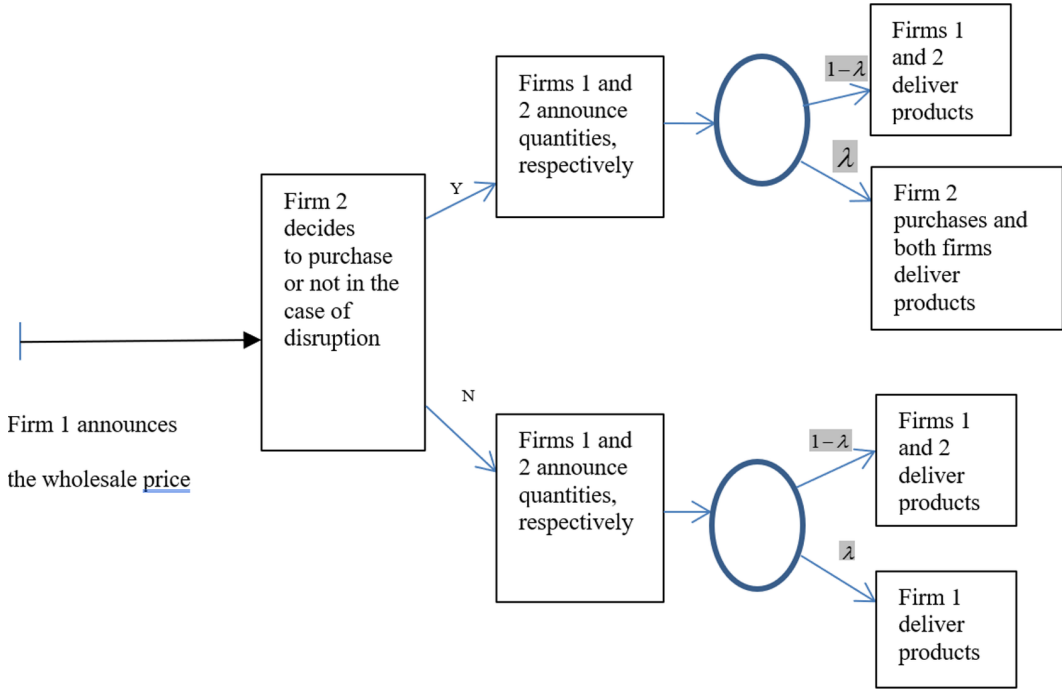 Firm 1 announces
the wholesale price
Firm 2
decides
to purchase
or not in the
case of
disruption
Y
N
Firms 1 and
2 announce
quantities,
respectively
1−λ
λ
Firms 1
and 2
deliver
products
Firm 2
purchases and
both firms
deliver
products
Firms 1 and
2 announce
quantities,
respectively
1−λ
λ
Firms 1
and 2
deliver
products
Firm 1
deliver
products